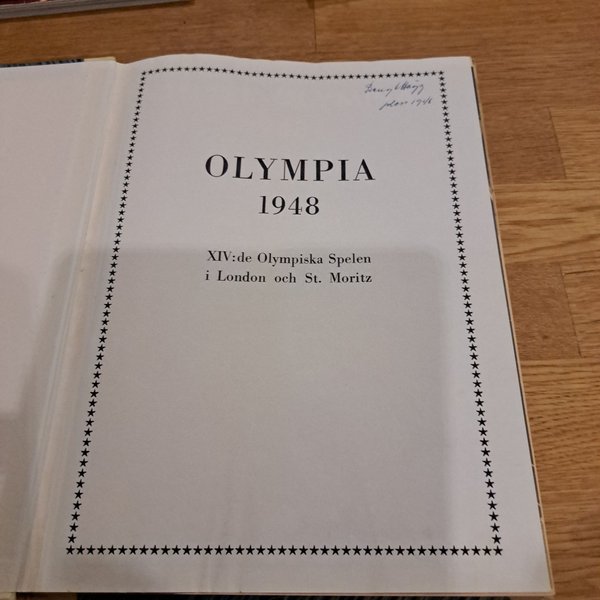 OLYMPIA
1948
XIV:de Olympiska Spelen
i London och St. Moritz